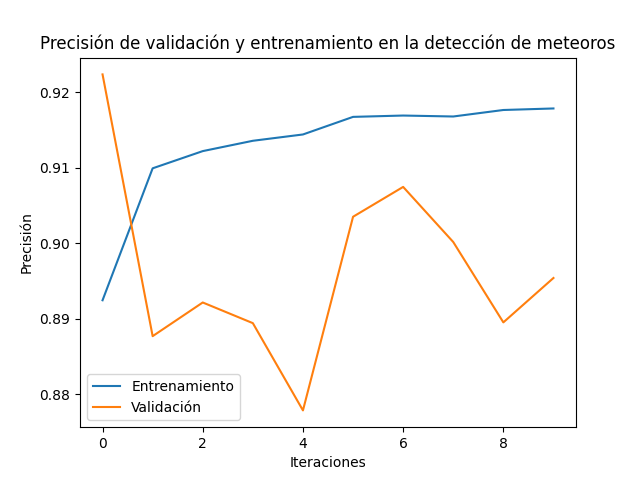 Precisión de validación y entrenamiento en la detección de meteoros
0.92
0.91
0.90
0.89
0.88
Precisión
Entrenamiento
Validación
0 2 4 6 8
Iteraciones